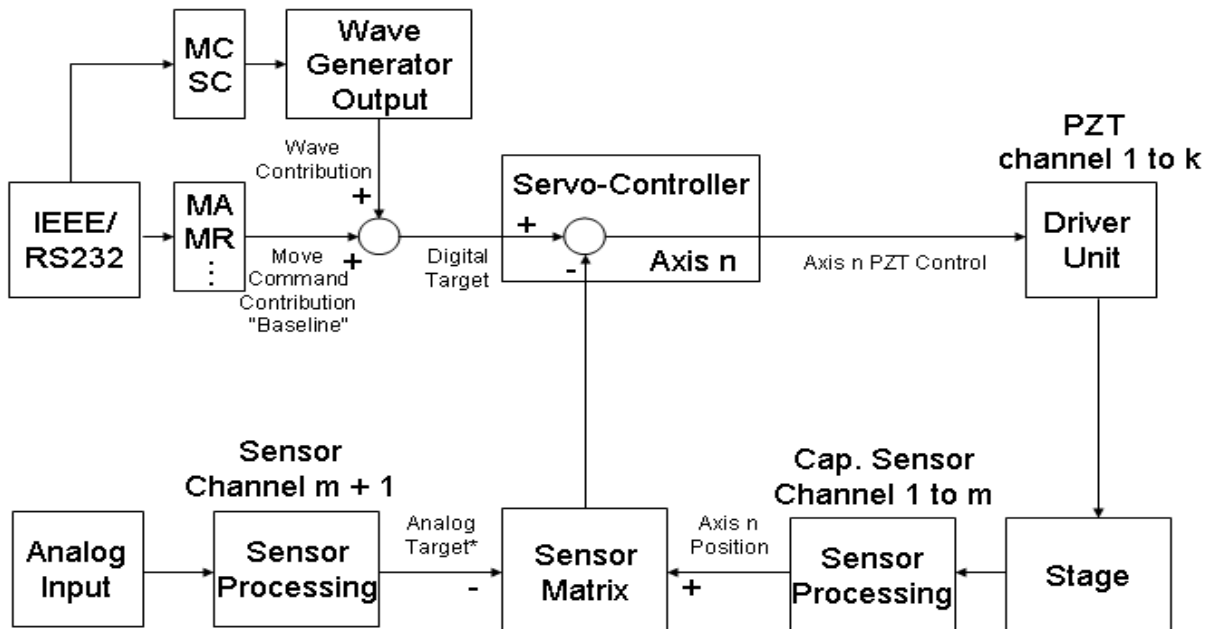 MC
SC
Wave
Generator
Output
Wave
Contribution
+
IEEE/
RS232
MA
MR
⋮
+
Move
Command
Contribution
"Baseline"
Digital
Target
Servo-Controller
+
-
Axis n
Axis n PZT Control
PZT
channel 1 to k
Driver
Unit
Analog
Input
Sensor
Channel m + 1
Sensor
Processing
Analog
Target*
-
Sensor
Matrix
Axis n
Position
+
Cap. Sensor
Channel 1 to m
Sensor
Processing
Stage